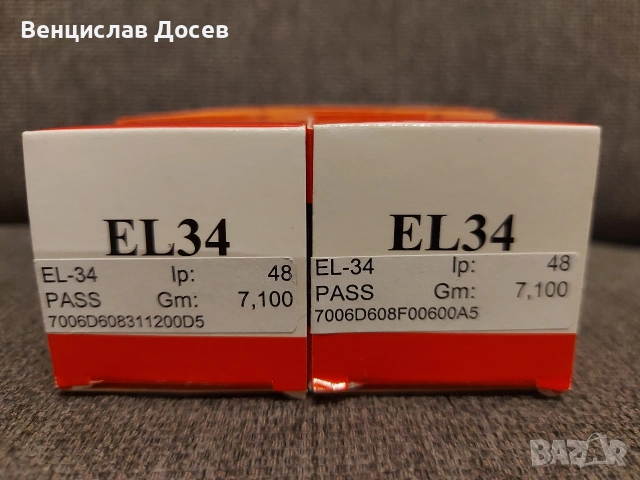 Венцислав Досев
EL34
EL-34 Ip: 48
PASS Gm: 7,100
7006D608311200D5
EL34
EL-34 Ip: 48
PASS Gm: 7,100
7006D608F00600A5
BAZAR